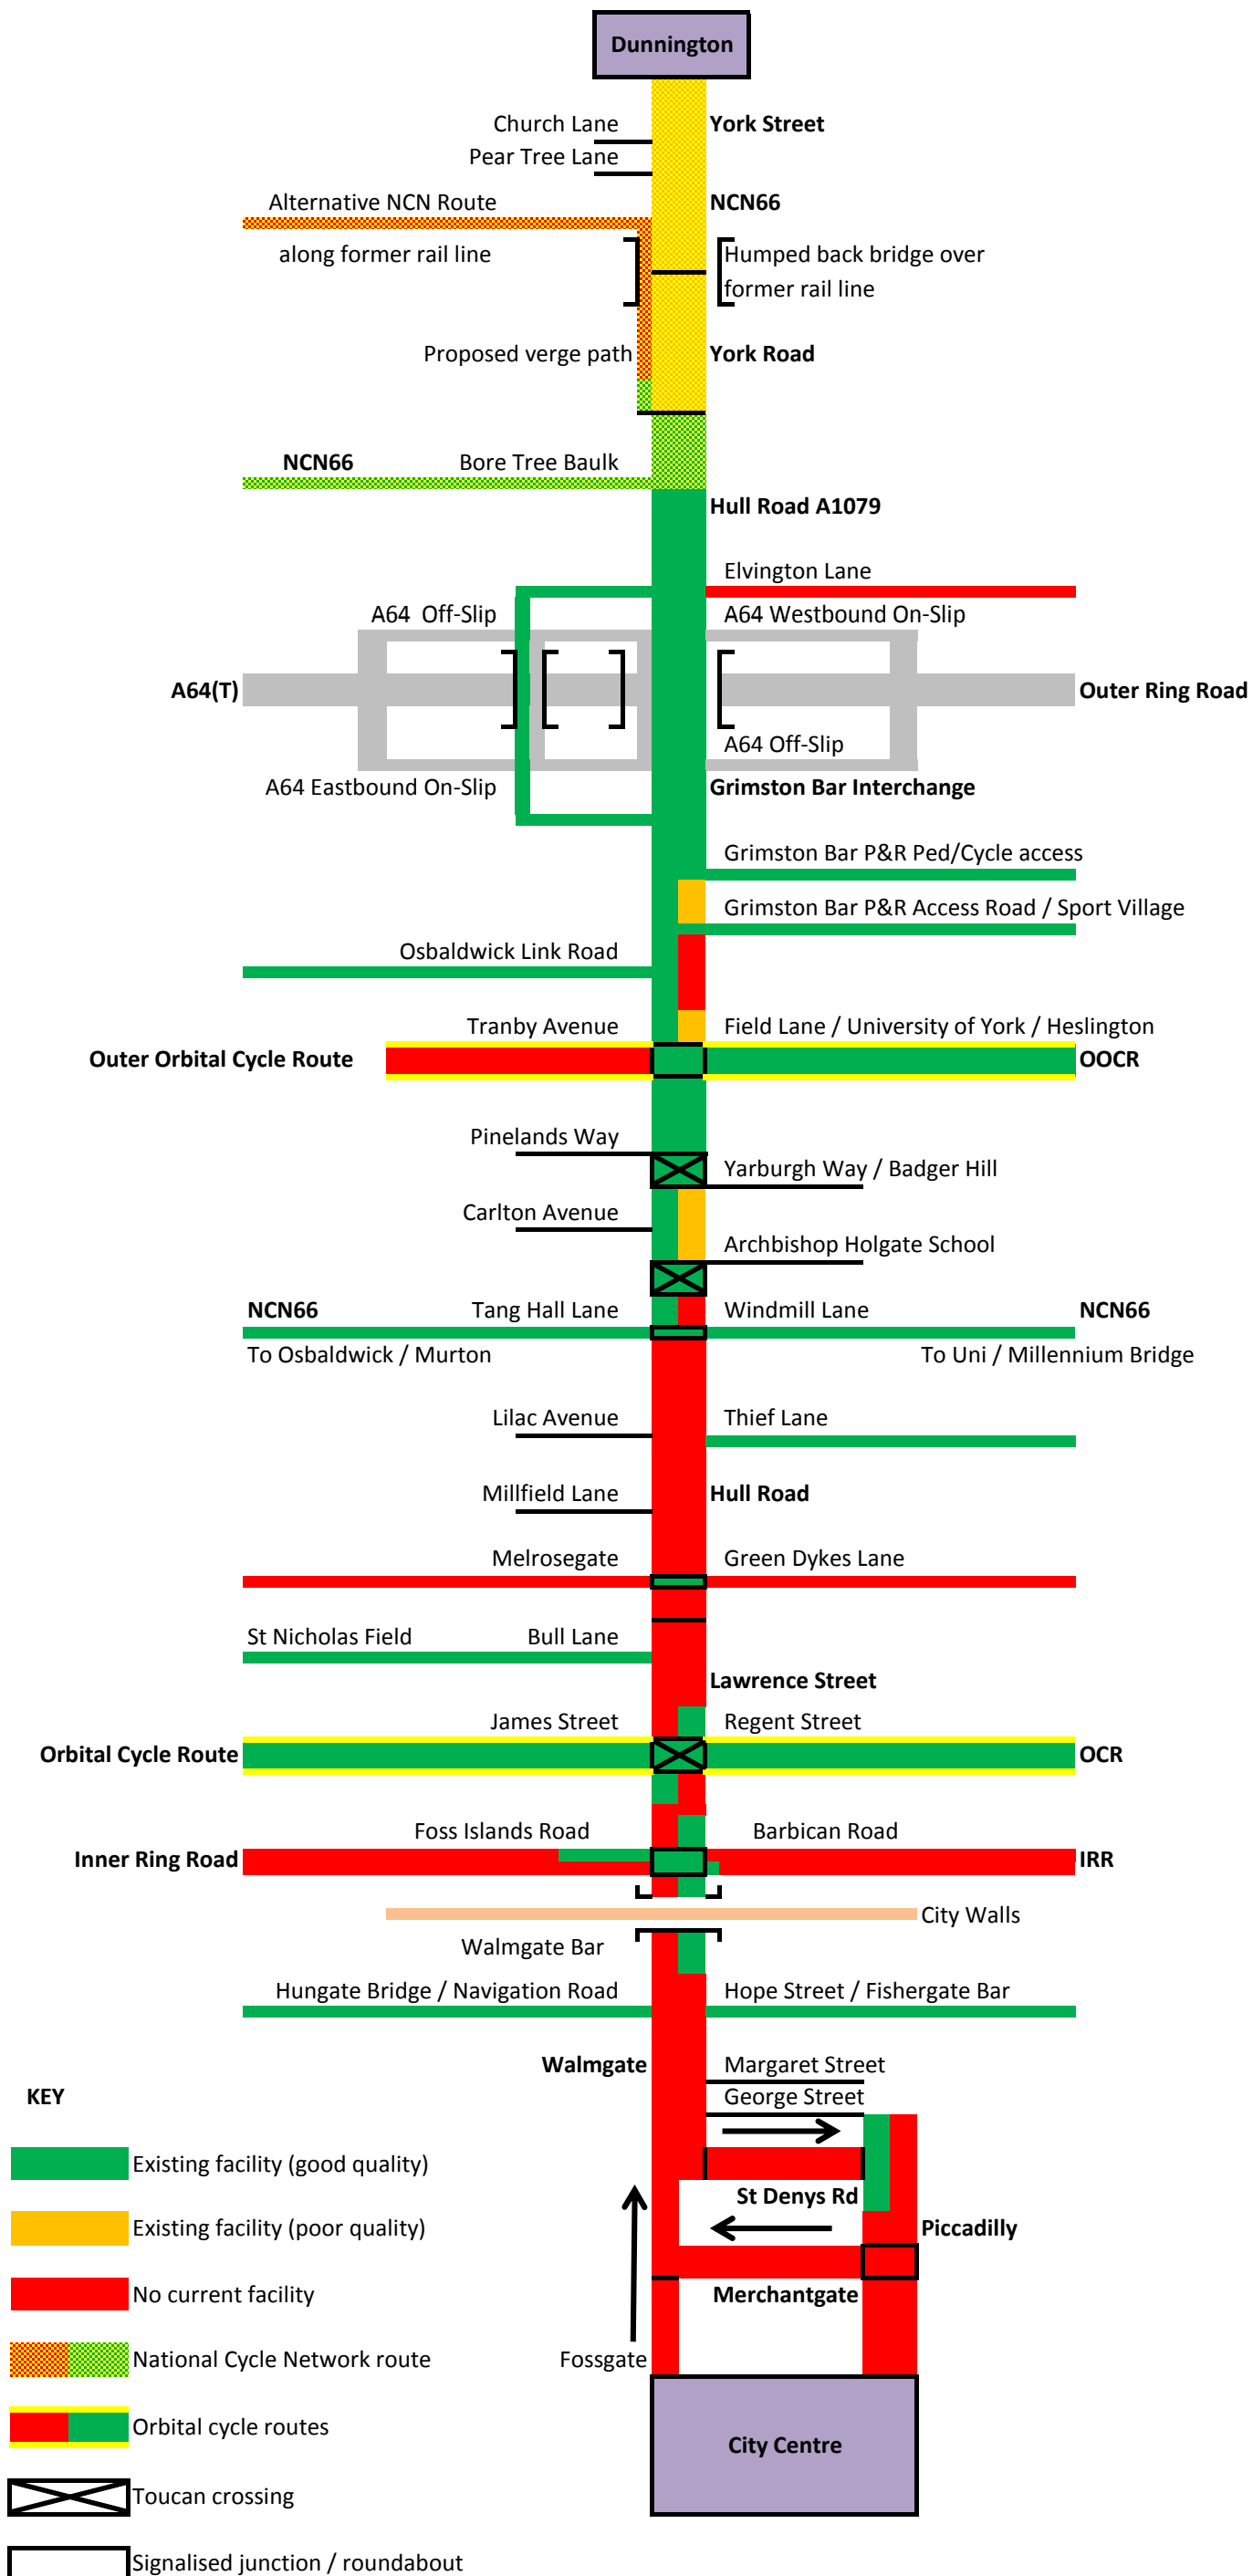 Dunnington
Church Lane
York Street
Pear Tree Lane
Alternative NCN Route
NCN66
along former rail line
Humped back bridge over
former rail line
Proposed verge path
York Road
NCN66
Bore Tree Baulk
Hull Road A1079
Elvington Lane
A64 Off-Slip
A64 Westbound On-Slip
A64(T)
Outer Ring Road
A64 Off-Slip
A64 Eastbound On-Slip
Grimston Bar Interchange
Grimston Bar P&R Ped/Cycle access
Grimston Bar P&R Access Road / Sport Village
Osbaldwick Link Road
Tranby Avenue
Field Lane / University of York / Heslington
Outer Orbital Cycle Route
OOCR
Pinelands Way
Yarburgh Way / Badger Hill
Carlton Avenue
Archbishop Holgate School
NCN66
Tang Hall Lane
Windmill Lane
NCN66
To Osbaldwick / Murton
To Uni / Millennium Bridge
Lilac Avenue
Thief Lane
Millfield Lane
Hull Road
Melrosegate
Green Dykes Lane
St Nicholas Field
Bull Lane
Lawrence Street
James Street
Regent Street
Orbital Cycle Route
OCR
Foss Islands Road
Barbican Road
Inner Ring Road
IRR
City Walls
Walmgate Bar
Hungate Bridge / Navigation Road
Hope Street / Fishergate Bar
Walmgate
Margaret Street
KEY
George Street
Existing facility (good quality)
St Denys Rd
Existing facility (poor quality)
Piccadilly
No current facility
Merchantgate
National Cycle Network route
Fossgate
Orbital cycle routes
City Centre
Toucan crossing
Signalised junction / roundabout